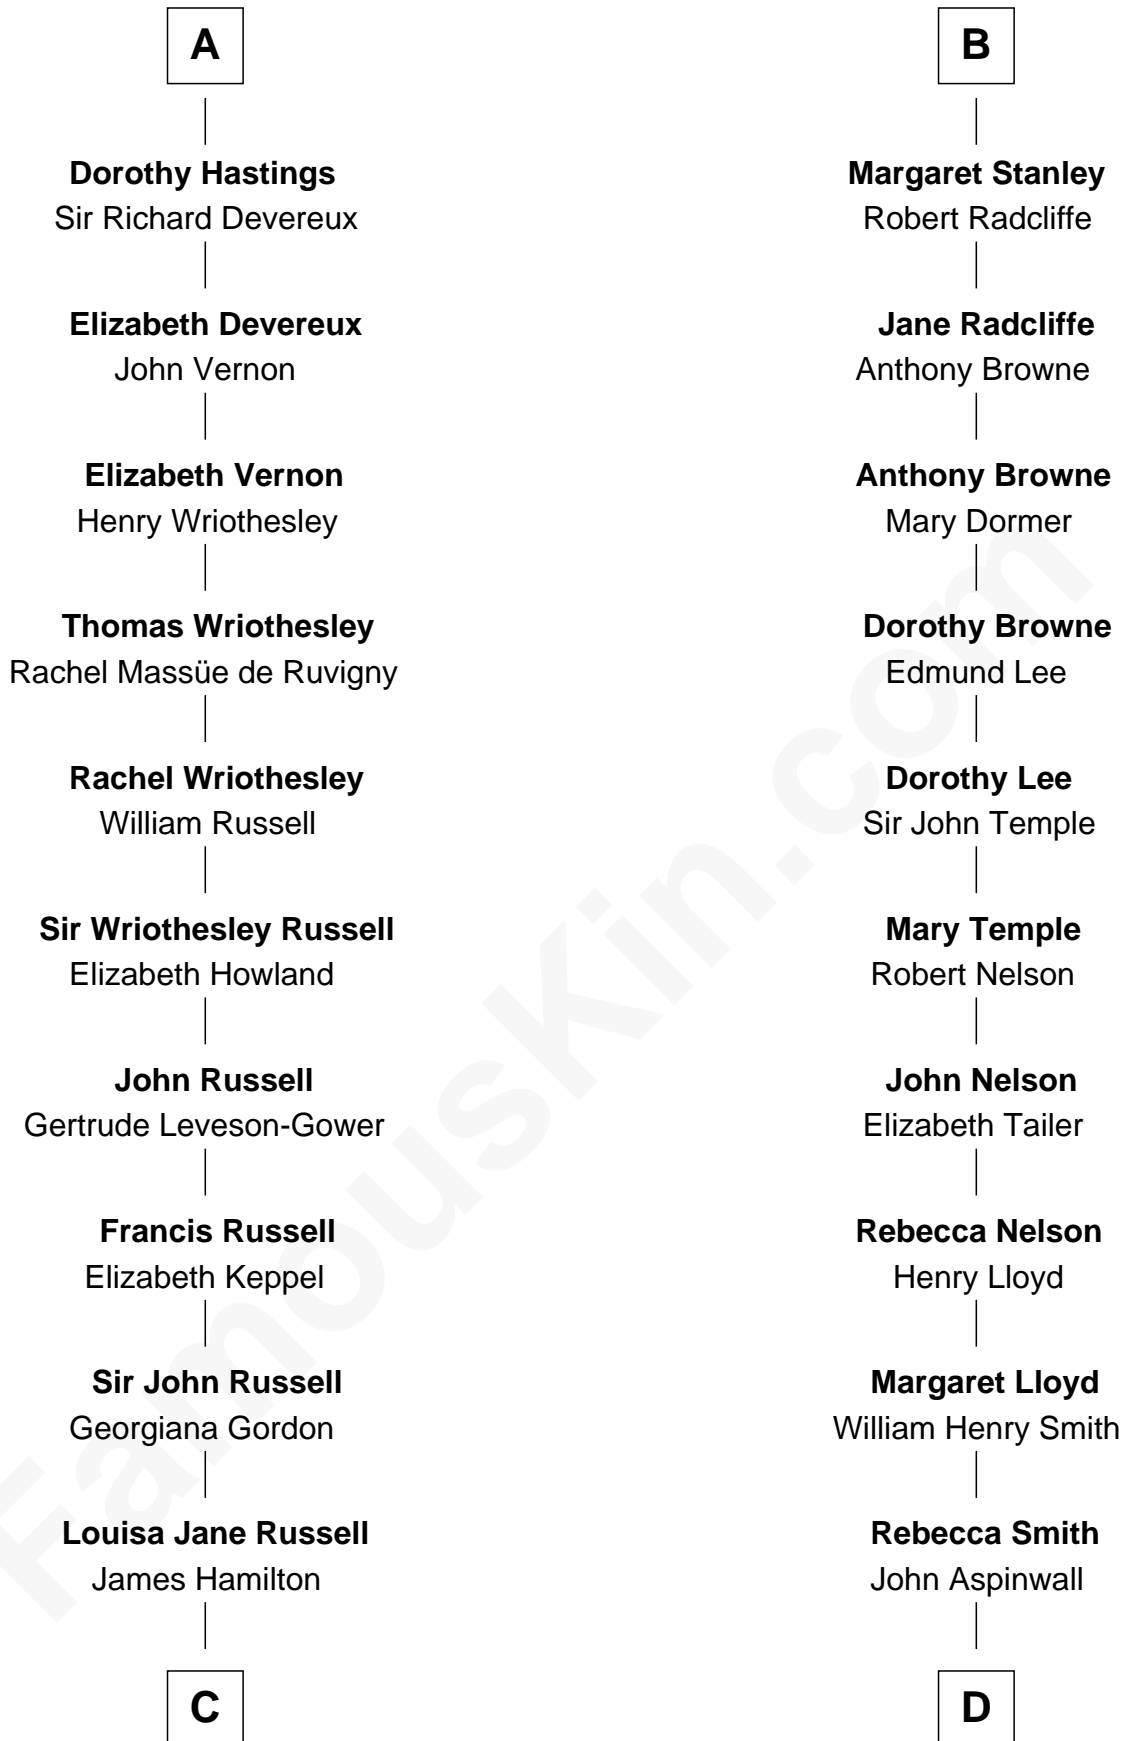 A
Dorothy Hastings
Sir Richard Devereux
Elizabeth Devereux
John Vernon
Elizabeth Vernon
Henry Wriothesley
Thomas Wriothesley
Rachel Massüe de Ruvigny
Rachel Wriothesley
William Russell
Sir Wriothesley Russell
Elizabeth Howland
John Russell
Gertrude Leveson-Gower
Francis Russell
Elizabeth Keppel
Sir John Russell
Georgiana Gordon
Louisa Jane Russell
James Hamilton
C
B
Margaret Stanley
Robert Radcliffe
Jane Radcliffe
Anthony Browne
Anthony Browne
Mary Dormer
Dorothy Browne
Edmund Lee
Dorothy Lee
Sir John Temple
Mary Temple
Robert Nelson
John Nelson
Elizabeth Tailer
Rebecca Nelson
Henry Lloyd
Margaret Lloyd
William Henry Smith
Rebecca Smith
John Aspinwall
D
FamousKin.com